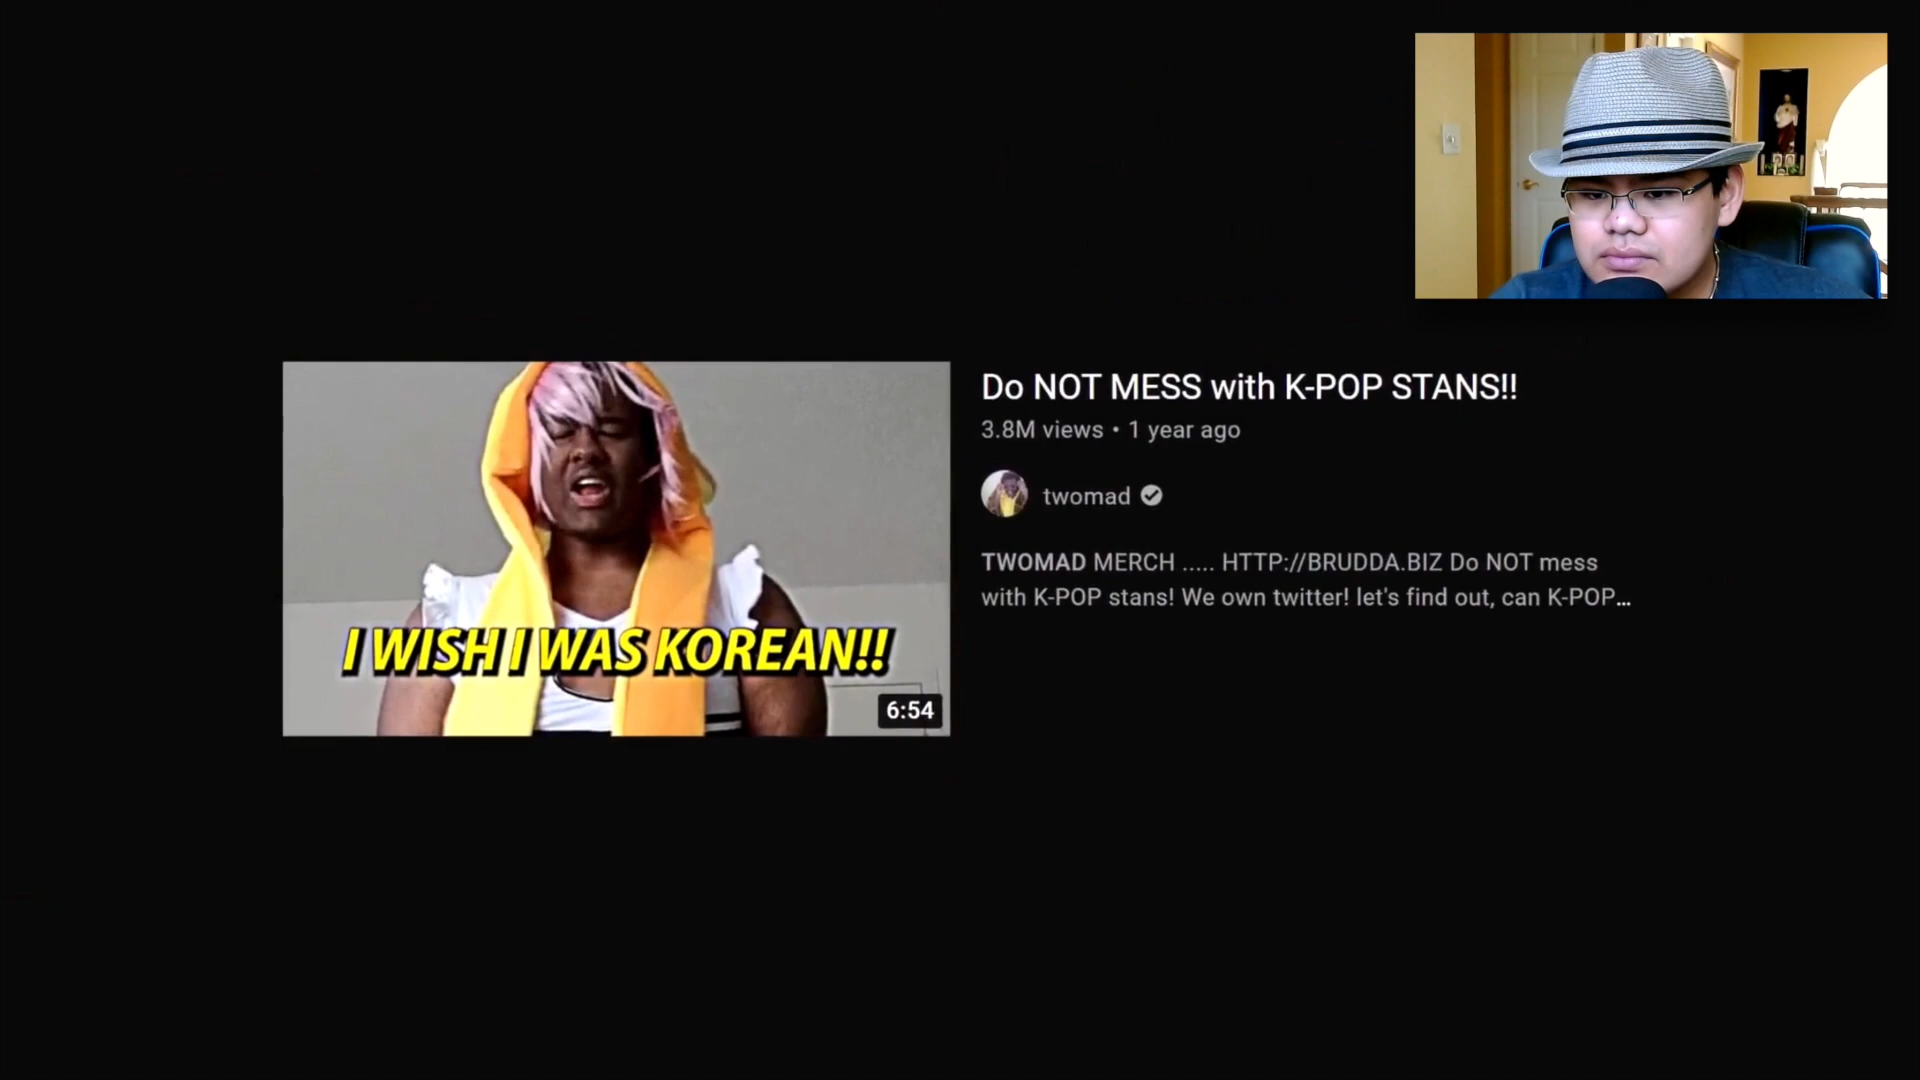 Do NOT MESS with K-POP STANS!!
3.8M views • 1 year ago
twomad
TWOMAD MERCH ..... HTTP://BRUDDA.BIZ Do NOT mess
with K-POP stans! We own twitter! let's find out, can K-POP...
I WISH I WAS KOREAN!!
6:54